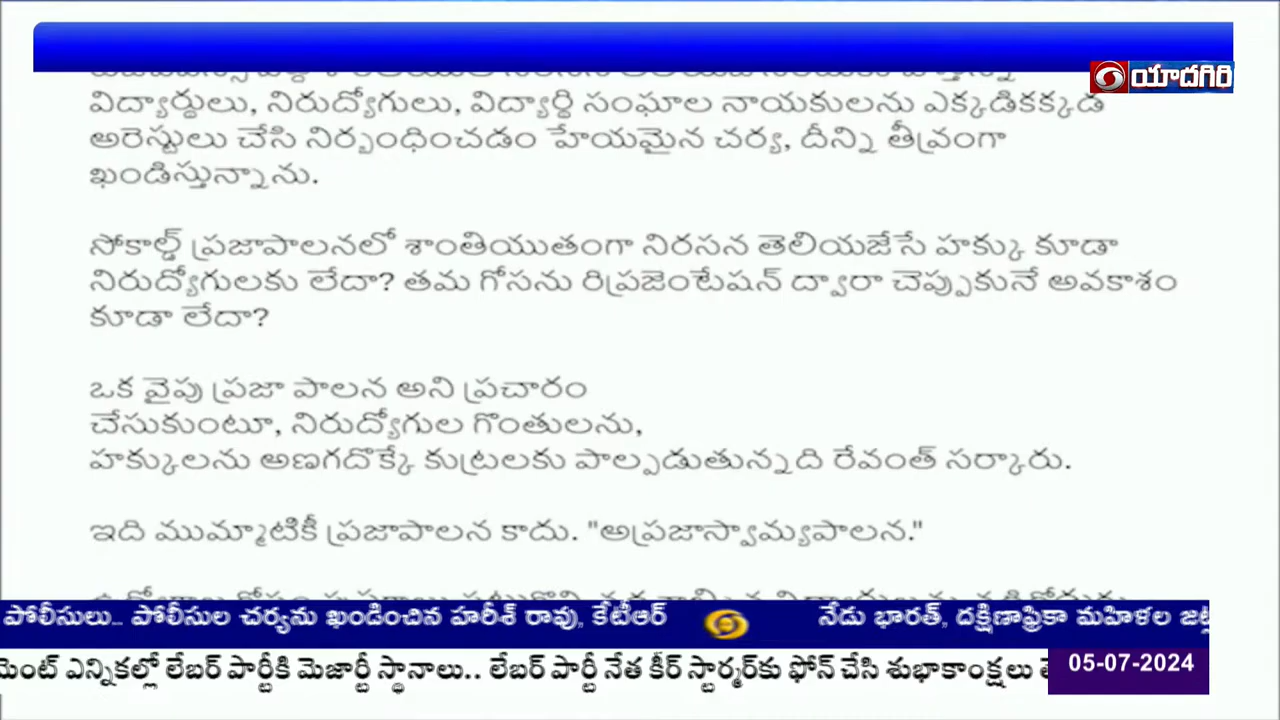 యాదగిరి
విద్యార్థులు, నిరుద్యోగులు, విద్యార్థి సంఘాల నాయకులను ఎక్కడికక్కడ
అరెస్టులు చేసి నిర్బంధించడం హేయమైన చర్య, దీన్ని తీవ్రంగా
ఖండిస్తున్నాను.
సోకాల్డ్ ప్రజాపాలనలో శాంతియుతంగా నిరసన తెలియజేసే హక్కు కూడా
నిరుద్యోగులకు లేదా? తమ గోసను రిప్రజెంటేషన్ ద్వారా చెప్పుకునే అవకాశం
కూడా లేదా?
ఒక వైపు ప్రజా పాలన అని ప్రచారం
చేసుకుంటూ, నిరుద్యోగుల గొంతులను,
హక్కులను అణగదొక్కే కుట్రలకు పాల్పడుతున్నది రేవంత్ సర్కారు.
ఇది ముమ్మాటికీ ప్రజాపాలన కాదు. "అప్రజాస్వామ్యపాలన."
పోలీసులు.. పోలీసుల చర్యను ఖండించిన హరీశ్ రావు, కేటీఆర్ నేడు భారత్, దక్షిణాఫ్రికా మహిళల
ఎన్నికల్లో లేబర్ పార్టీకి మెజార్టీ స్థానాలు.. లేబర్ పార్టీ నేత కీర్ స్టార్మర్‌కు ఫోన్ చేసి శుభాకాంక్షలు
05-07-2024